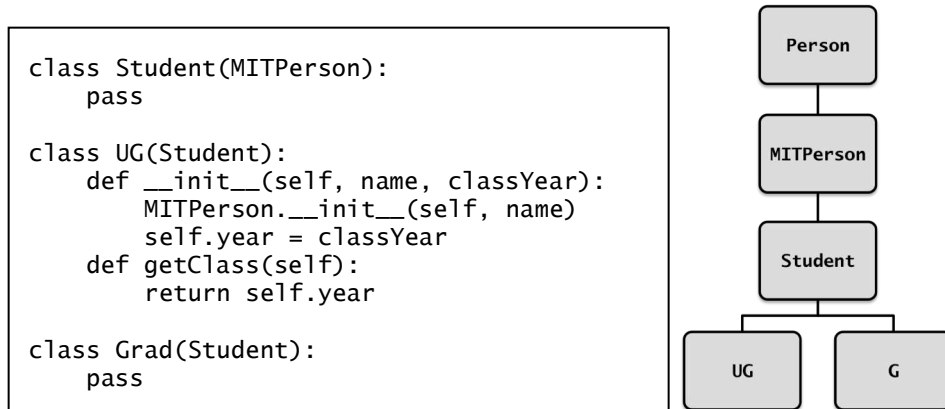 class Student(MITPerson):
    pass
class UG(Student):
    def __init__(self, name, classYear):
        MITPerson.__init__(self, name)
        self.year = classYear
    def getClass(self):
        return self.year
class Grad(Student):
    pass
Person
MITPerson
Student
UG
G